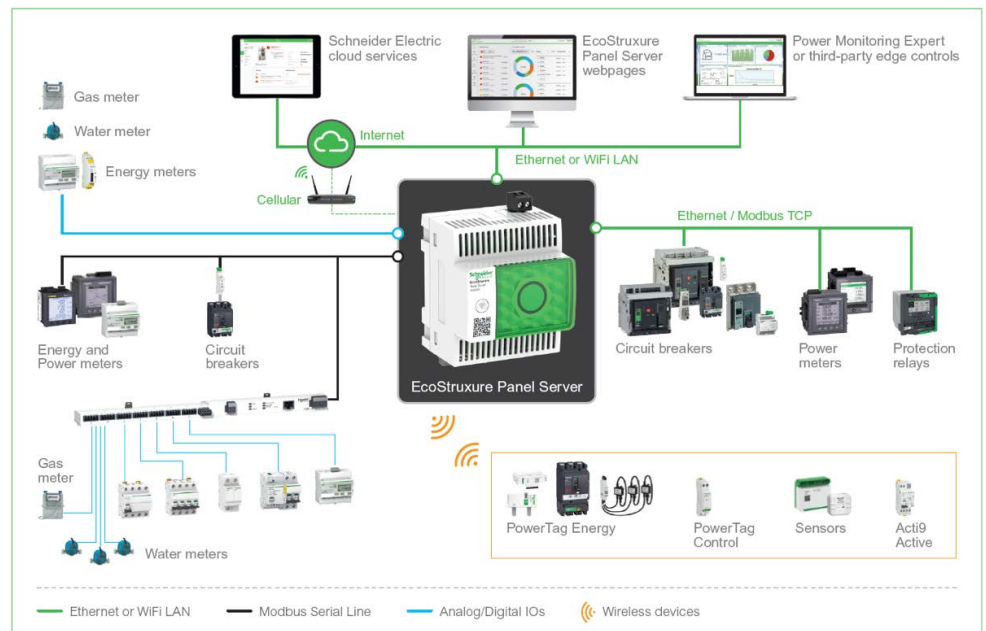 Schneider Electric
cloud services
EcoStruxure
Panel Server
webpages
Power Monitoring Expert
or third-party edge controls
Gas meter
Water meter
Energy meters
Internet
Ethernet or WiFi LAN
Cellular
Ethernet / Modbus TCP
Schneider
Energy and
Power meters
Circuit
breakers
EcoStruxure Panel Server
Circuit breakers
Power
meters
Protection
relays
Gas
meter
Water meters
PowerTag Energy
PowerTag
Control
Sensors
Acti9
Active
Ethernet or WiFi LAN
Modbus Serial Line
Analog/Digital IOs
Wireless devices